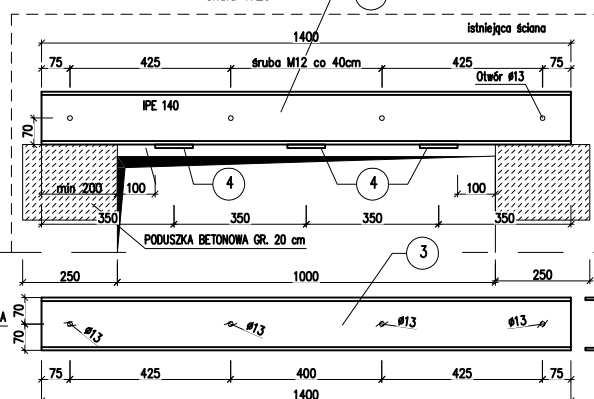 1400
istniejąca ściana
75 425 śruba M12 co 40cm 425 75
Otwór Ø13
IPE 140
70
min 200 100 4 4 100
350 350 350 350
PODUSZKA BETONOWA GR. 20 cm
3
250 1000 250
A 70 70
Ø13 Ø13 Ø13 Ø13
75 425 400 425 75
1400